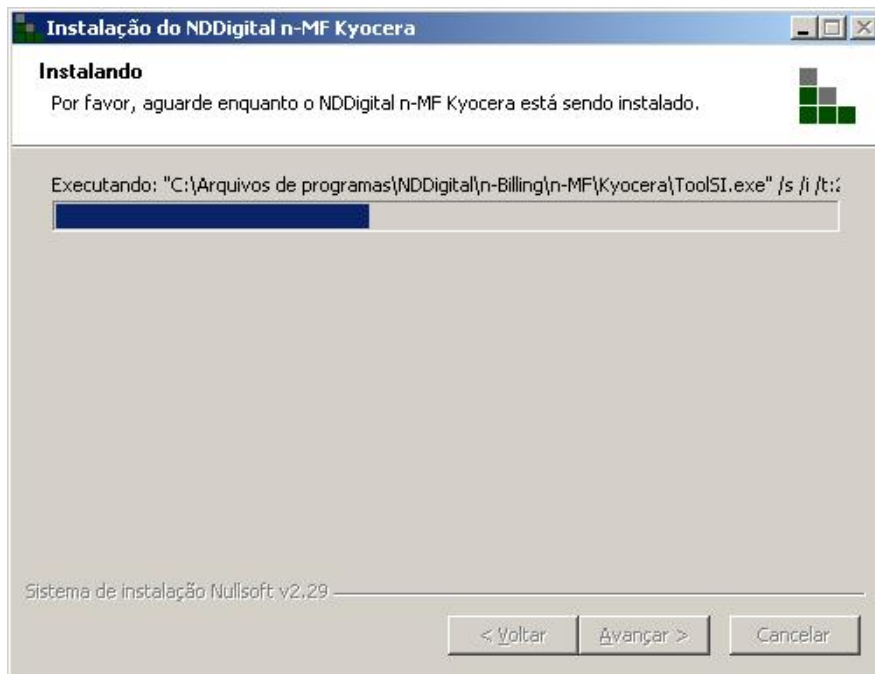 Instalação do NDDigital n-MF Kyocera
Instalando
Por favor, aguarde enquanto o NDDigital n-MF Kyocera está sendo instalado.
Executando: "C:\Arquivos de programas\NDDigital\n-Billing\n-MF\Kyocera\ToolSI.exe" /s /i /t:
Sistema de instalação Nullsoft v2.29
< Voltar Avançar > Cancelar